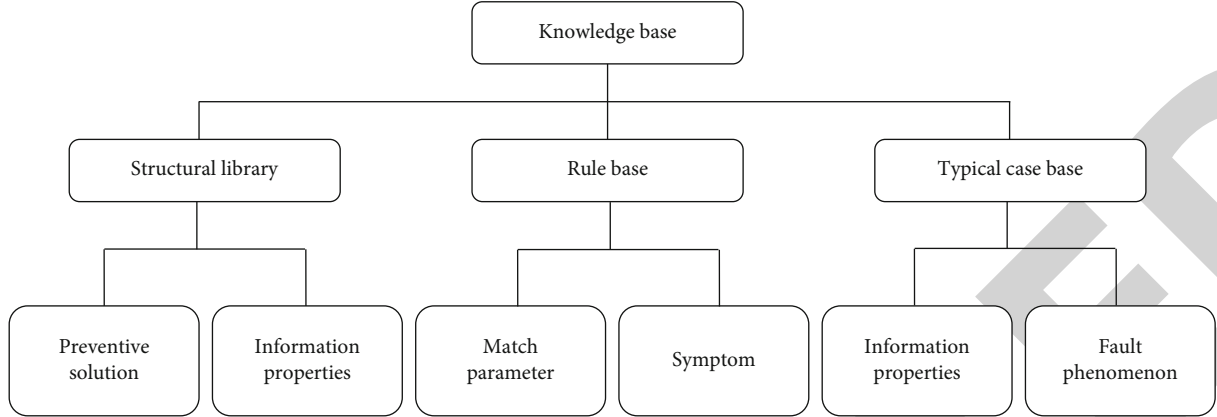 Knowledge base
Structural library
Rule base
Typical case base
Preventive
solution
Information
properties
Match
parameter
Symptom
Information
properties
Fault
phenomenon